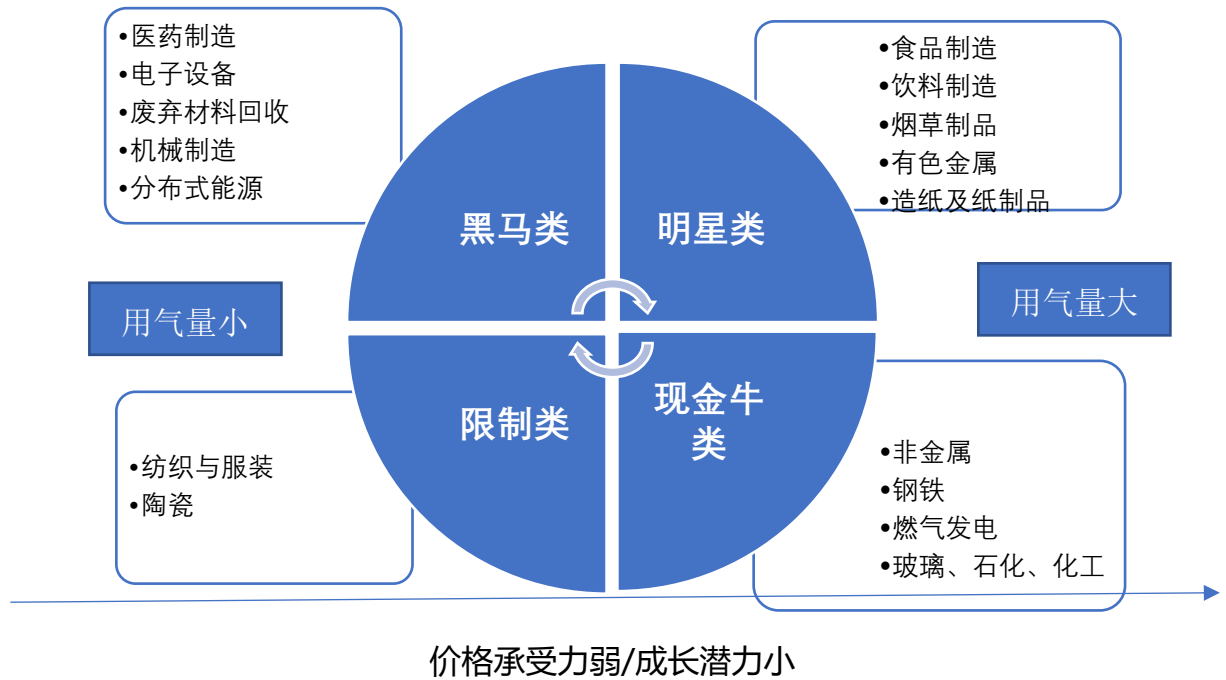 •医药制造
•电子设备
•废弃材料回收
•机械制造
•分布式能源
•食品制造
•饮料制造
•烟草制品
•有色金属
•造纸及纸制品
黑马类
明星类
用气量小
用气量大
限制类
现金牛
类
•纺织与服装
•陶瓷
•非金属
•钢铁
•燃气发电
•玻璃、石化、化工
价格承受力弱/成长潜力小